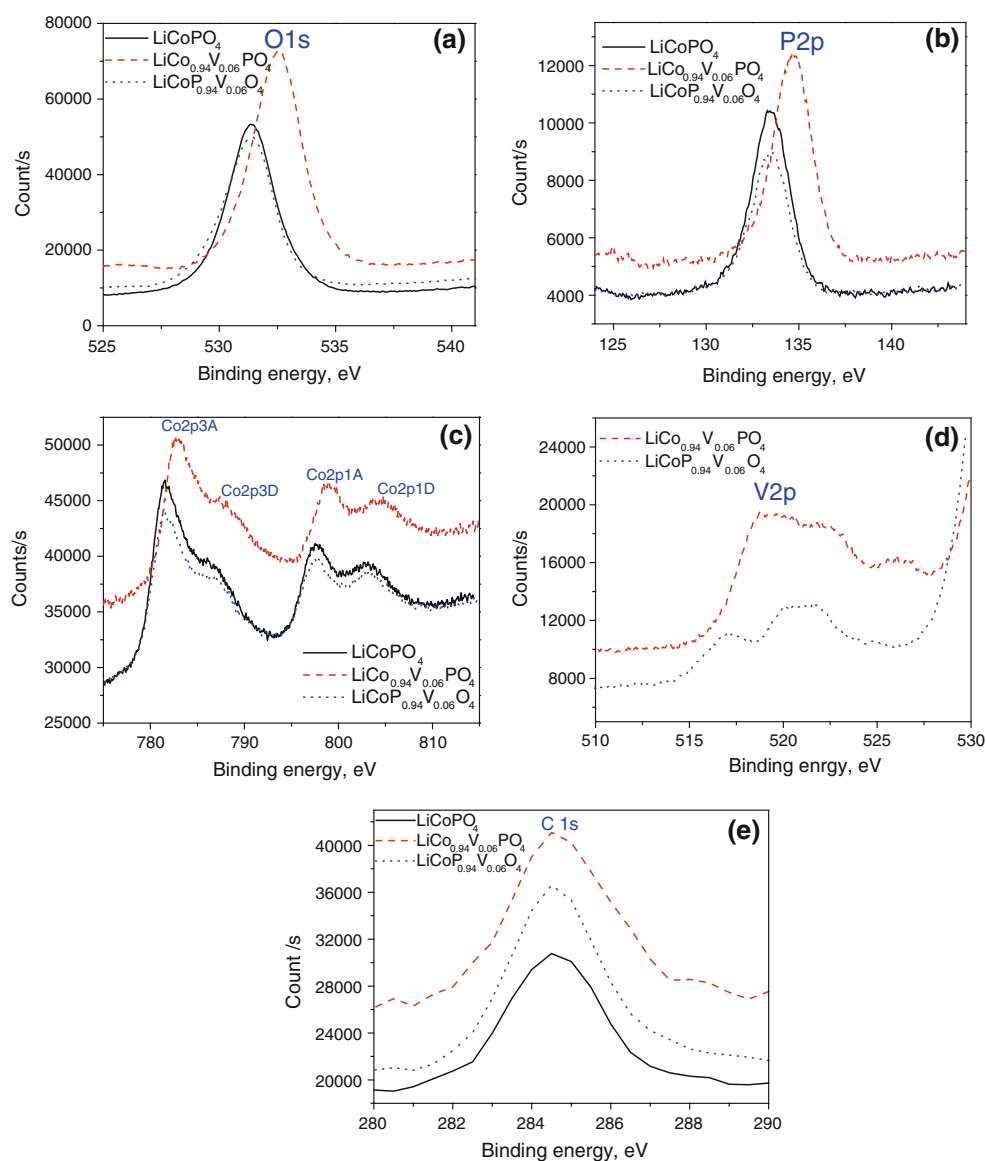 (a)
O1s
LiCoPO4
LiCo0.94V0.06PO4
LiCoP0.94V0.06O4
80000
60000
40000
20000
0
Count/s
525 530 535 540
Binding energy, eV
(b)
P2p
LiCoPO4
LiCo0.94V0.06PO4
LiCoP0.94V0.06O4
12000
10000
8000
6000
4000
Count/s
125 130 135 140
Binding energy, eV
(c)
Co2p3A
Co2p3D
Co2p1A
Co2p1D
50000
45000
40000
35000
30000
25000
Counts/s
LiCoPO4
LiCo0.94V0.06PO4
LiCoP0.94V0.06O4
780 790 800 810
Binding energy, eV
(d)
LiCo0.94V0.06PO4
LiCoP0.94V0.06O4
V2p
24000
20000
16000
12000
8000
Counts/s
510 515 520 525 530
Binding enrgy, eV
(e)
C 1s
LiCoPO4
LiCo0.94V0.06PO4
LiCoP0.94V0.06O4
40000
36000
32000
28000
24000
20000
Count /s
280 282 284 286 288 290
Binding energy, eV